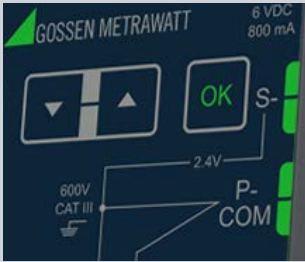 GOSSEN METRAWATT
6 VDC
800 mA
OK
S-
2.4V
600V
CAT III
P-
COM